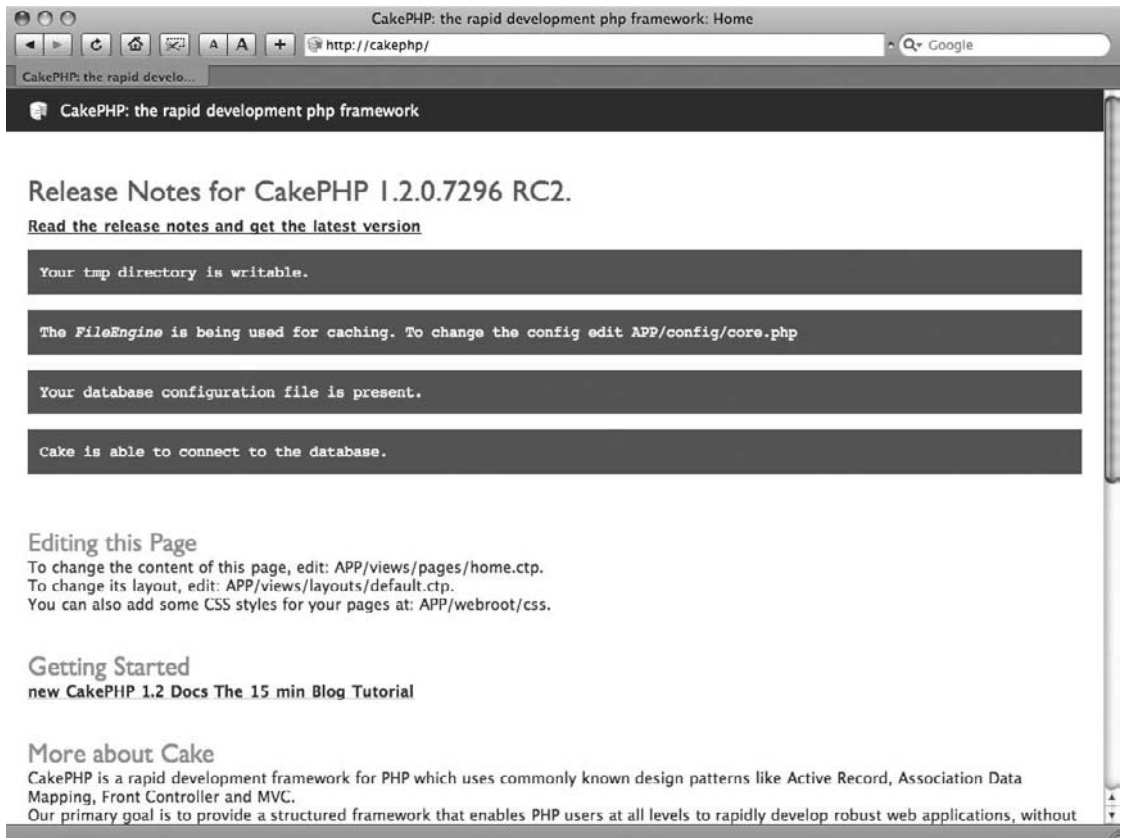 CakePHP: the rapid development php framework: Home
A A + http://cakephp/ Q Google
CakePHP: the rapid develo...
CakePHP: the rapid development php framework
Release Notes for CakePHP 1.2.0.7296 RC2.
Read the release notes and get the latest version
Your tmp directory is writable.
The FileEngine is being used for caching. To change the config edit APP/config/core.php
Your database configuration file is present.
Cake is able to connect to the database.
Editing this Page
To change the content of this page, edit: APP/views/pages/home.ctp.
To change its layout, edit: APP/views/layouts/default.ctp.
You can also add some CSS styles for your pages at: APP/webroot/css.
Getting Started
new CakePHP 1.2 Docs The 15 min Blog Tutorial
More about Cake
CakePHP is a rapid development framework for PHP which uses commonly known design patterns like Active Record, Association Data
Mapping, Front Controller and MVC.
Our primary goal is to provide a structured framework that enables PHP users at all levels to rapidly develop robust web applications, without